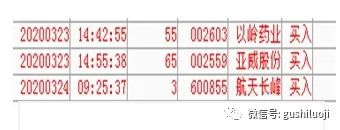 20200323 14:42:55 55 002603 以岭药业 买入
20200323 14:55:38 65 002559 亚威股份 买入
20200324 09:25:37 3 600855 航天长峰 买入
微信号: gushiluoji